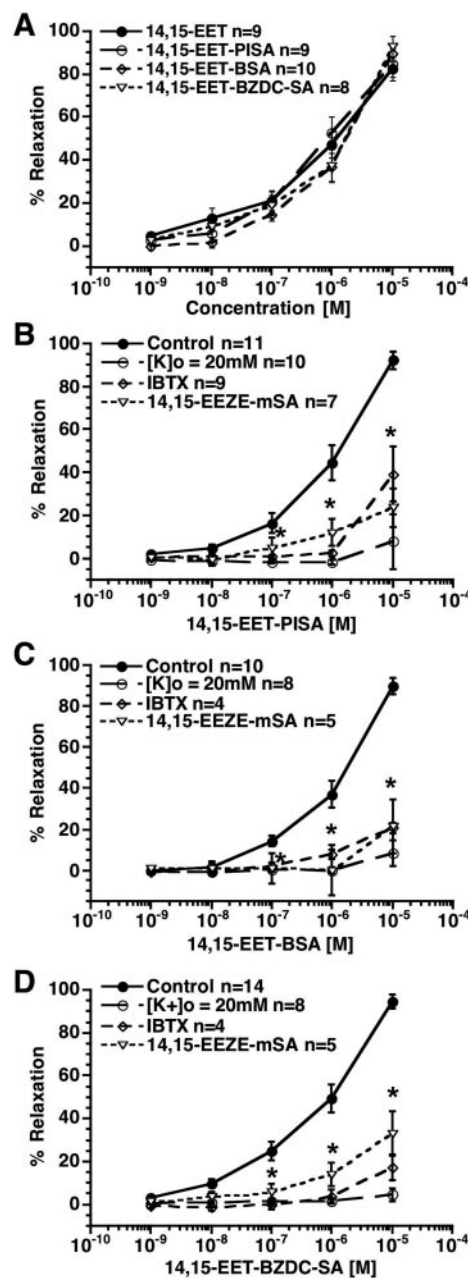 A
14,15-EET n=9
14,15-EET-PISA n=9
14,15-EET-BSA n=10
14,15-EET-BZDC-SA n=8
% Relaxation
100
80
60
40
20
0
10-10 10-9 10-8 10-7 10-6 10-5 10-4
Concentration [M]
B
Control n=11
[K]o = 20mM n=10
IBTX n=9
14,15-EEZE-mSA n=7
% Relaxation
100
80
60
40
20
0
*
*
*
10-10 10-9 10-8 10-7 10-6 10-5 10-4
14,15-EET-PISA [M]
C
Control n=10
[K]o = 20mM n=8
IBTX n=4
14,15-EEZE-mSA n=5
% Relaxation
100
80
60
40
20
0
*
*
*
10-10 10-9 10-8 10-7 10-6 10-5 10-4
14,15-EET-BSA [M]
D
Control n=14
[K+]o = 20mM n=8
IBTX n=4
14,15-EEZE-mSA n=5
% Relaxation
100
80
60
40
20
0
*
*
*
10-10 10-9 10-8 10-7 10-6 10-5 10-4
14,15-EET-BZDC-SA [M]